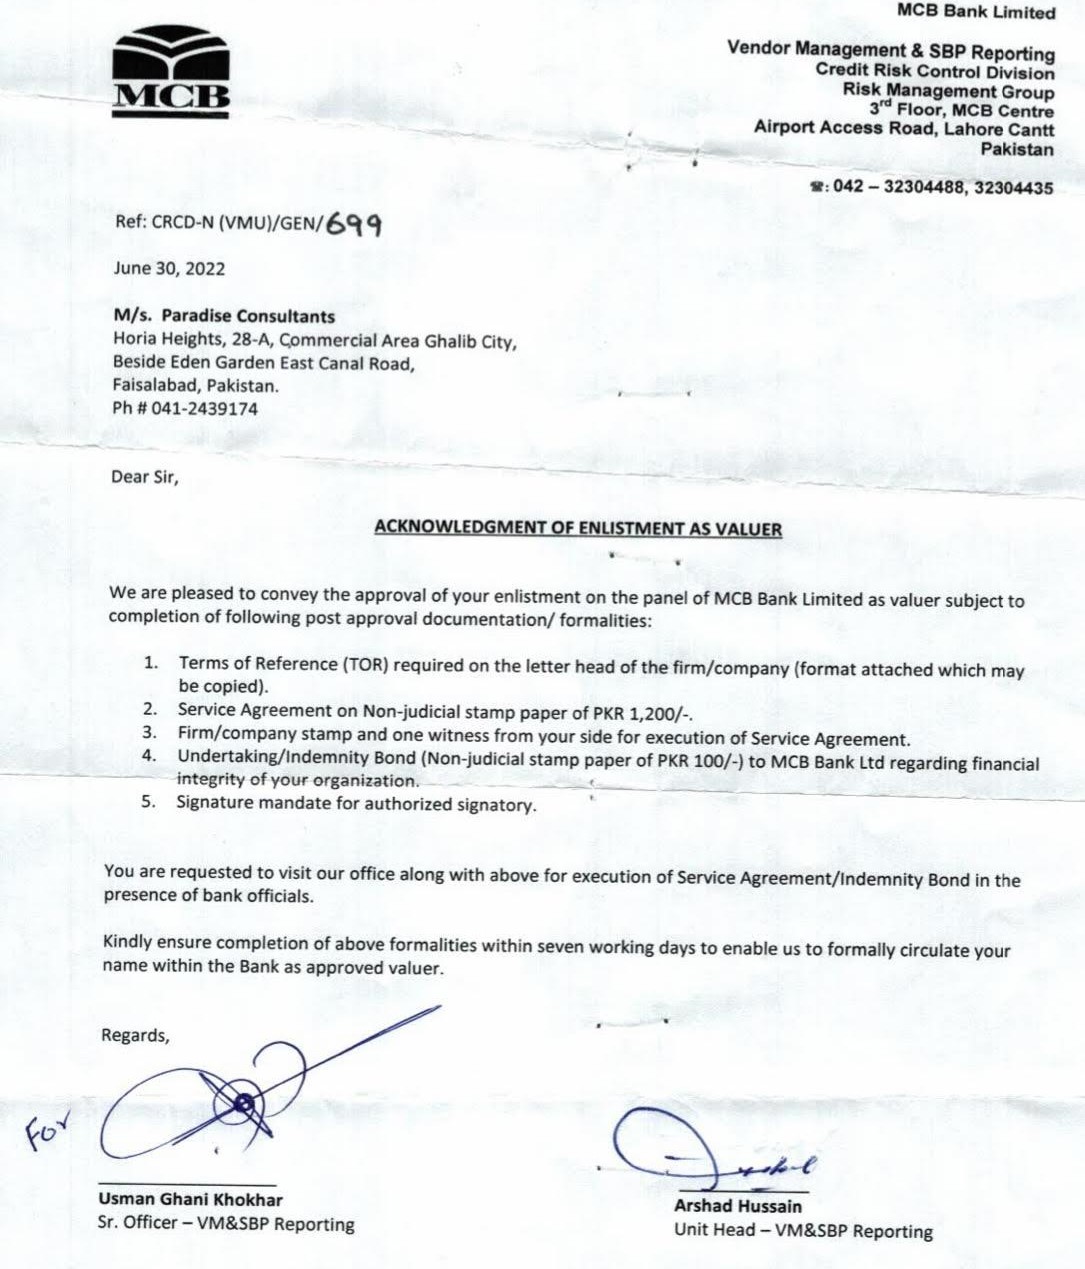 MCB
MCB Bank Limited
Vendor Management & SBP Reporting
Credit Risk Control Division
Risk Management Group
3rd Floor, MCB Centre
Airport Access Road, Lahore Cantt
Pakistan
☎: 042 – 32304488, 32304435
Ref: CRCD-N (VMU)/GEN/699
June 30, 2022
M/s. Paradise Consultants
Horia Heights, 28-A, Commercial Area Ghalib City,
Beside Eden Garden East Canal Road,
Faisalabad, Pakistan.
Ph # 041-2439174
Dear Sir,
ACKNOWLEDGMENT OF ENLISTMENT AS VALUER
We are pleased to convey the approval of your enlistment on the panel of MCB Bank Limited as valuer subject to
completion of following post approval documentation/ formalities:
1. Terms of Reference (TOR) required on the letter head of the firm/company (format attached which may
be copied).
2. Service Agreement on Non-judicial stamp paper of PKR 1,200/-.
3. Firm/company stamp and one witness from your side for execution of Service Agreement.
4. Undertaking/Indemnity Bond (Non-judicial stamp paper of PKR 100/-) to MCB Bank Ltd regarding financial
integrity of your organization.
5. Signature mandate for authorized signatory.
You are requested to visit our office along with above for execution of Service Agreement/Indemnity Bond in the
presence of bank officials.
Kindly ensure completion of above formalities within seven working days to enable us to formally circulate your
name within the Bank as approved valuer.
Regards,
For
Usman Ghani Khokhar
Sr. Officer – VM&SBP Reporting
Arshad Hussain
Unit Head – VM&SBP Reporting